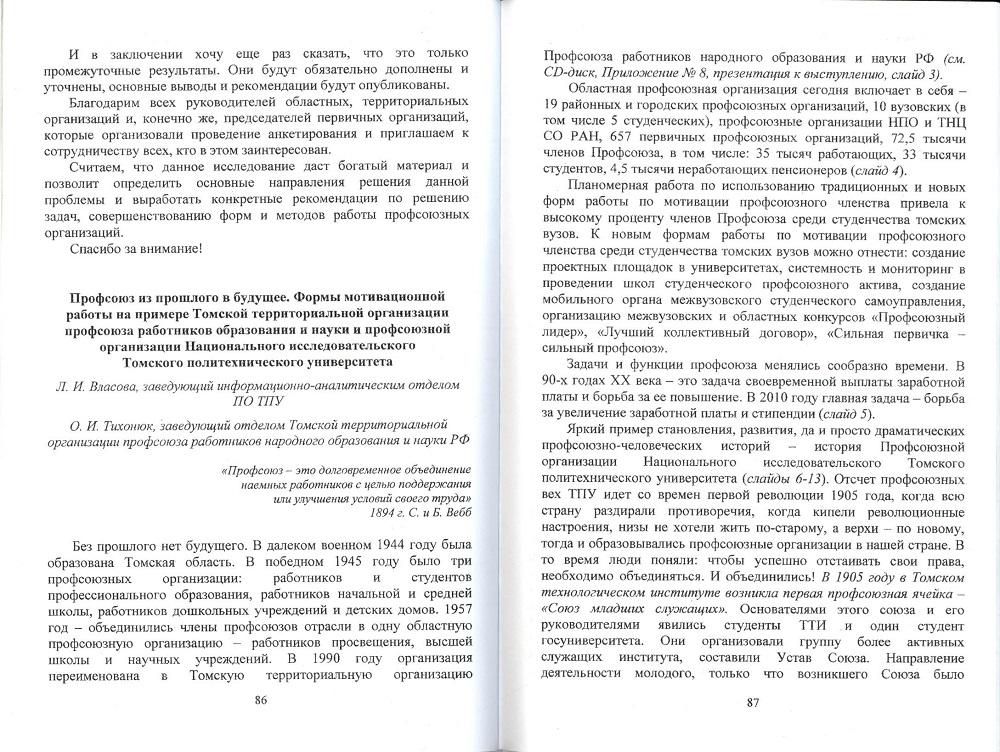 И в заключении хочу еще раз сказать, что это только
промежуточные результаты. Они будут обязательно дополнены и
уточнены, основные выводы и рекомендации будут опубликованы.
Благодарим всех руководителей областных, территориальных
организаций и, конечно же, председателей первичных организаций,
которые организовали проведение анкетирования и приглашаем к
сотрудничеству всех, кто в этом заинтересован.
Считаем, что данное исследование даст богатый материал и
позволит определить основные направления решения данной
проблемы и выработать конкретные рекомендации по решению
задач, совершенствованию форм и методов работы профсоюзных
организаций.
Спасибо за внимание!
Профсоюз из прошлого в будущее. Формы мотивационной
работы на примере Томской территориальной организации
профсоюза работников образования и науки и профсоюзной
организации Национального исследовательского
Томского политехнического университета
Л. И. Власова, заведующий информационно-аналитическим отделом
ПО ТПУ
О. И. Тихонюк, заведующий отделом Томской территориальной
организации профсоюза работников народного образования и науки РФ
«Профсоюз – это долговременное объединение
наемных работников с целью поддержания
или улучшения условий своего труда»
1894 г. С. и Б. Вебб
Без прошлого нет будущего. В далеком военном 1944 году была
образована Томская область. В победном 1945 году было три
профсоюзных организации: работников и студентов
профессионального образования, работников начальной и средней
школы, работников дошкольных учреждений и детских домов. 1957
год – объединились члены профсоюзов отрасли в одну областную
профсоюзную организацию – работников просвещения, высшей
школы и научных учреждений. В 1990 году организация
переименована в Томскую территориальную организацию
86
Профсоюза работников народного образования и науки РФ (см.
CD-диск, Приложение № 8, презентация к выступлению, слайд 3).
Областная профсоюзная организация сегодня включает в себя –
19 районных и городских профсоюзных организаций, 10 вузовских (в
том числе 5 студенческих), профсоюзные организации НПО и ТНЦ
СО РАН, 657 первичных профсоюзных организаций, 72,5 тысячи
членов Профсоюза, в том числе: 35 тысяч работающих, 33 тысячи
студентов, 4,5 тысячи неработающих пенсионеров (слайд 4).
Планомерная работа по использованию традиционных и новых
форм работы по мотивации профсоюзного членства привела к
высокому проценту членов Профсоюза среди студенчества томских
вузов. К новым формам работы по мотивации профсоюзного
членства среди студенчества томских вузов можно отнести: создание
проектных площадок в университетах, системность и мониторинг в
проведении школ студенческого профсоюзного актива, создание
мобильного органа межвузовского студенческого самоуправления,
организацию межвузовских и областных конкурсов «Профсоюзный
лидер», «Лучший коллективный договор», «Сильная первичка –
сильный профсоюз».
Задачи и функции профсоюза менялись сообразно времени. В
90-х годах XX века – это задача своевременной выплаты заработной
платы и борьба за ее повышение. В 2010 году главная задача – борьба
за увеличение заработной платы и стипендии (слайд 5).
Яркий пример становления, развития, да и просто драматических
профсоюзно-человеческих историй – история Профсоюзной
организации Национального исследовательского Томского
политехнического университета (слайды 6-13). Отсчет профсоюзных
вех ТПУ идет со времен первой революции 1905 года, когда всю
страну раздирали противоречия, когда кипели революционные
настроения, низы не хотели жить по-старому, а верхи – по новому,
тогда и образовывались профсоюзные организации в нашей стране. В
то время люди поняли: чтобы успешно отстаивать свои права,
необходимо объединяться. И объединились! В 1905 году в Томском
технологическом институте возникла первая профсоюзная ячейка –
«Союз младших служащих». Основателями этого союза и его
руководителями явились студенты ТТИ и один студент
госуниверситета. Они организовали группу более активных
служащих института, составили Устав Союза. Направление
деятельности молодого, только что возникшего Союза было
87